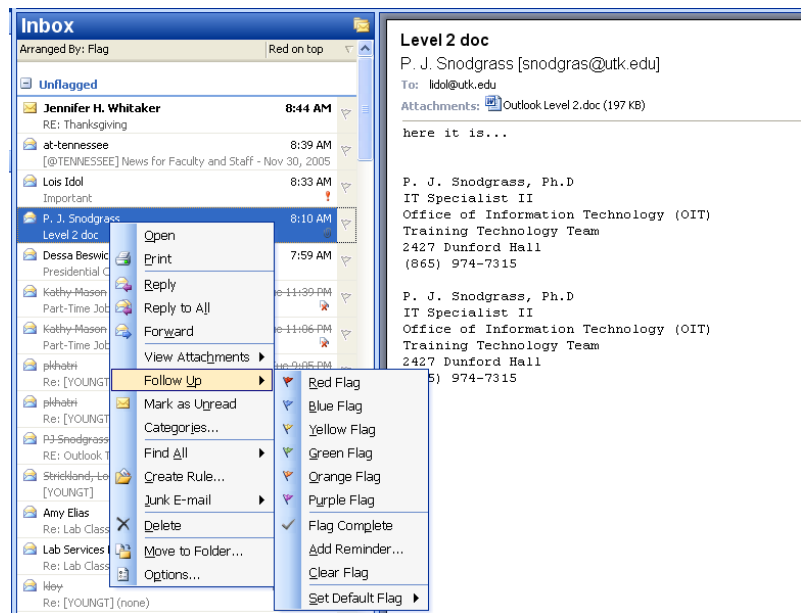 Inbox
Arranged By: Flag Red on top
Unflagged
Jennifer H. Whitaker 8:44 AM
RE: Thanksgiving
at-tennessee 8:39 AM
[@TENNESSEE] News for Faculty and Staff - Nov 30, 2005
Lois Idol 8:33 AM
Important
P. J. Snodgrass 8:10 AM
Level 2 doc
Dessa Beswic 7:59 AM
Presidential
Kathy Mason 11:39 PM
Part-Time Job
Kathy Mason 11:06 PM
Part-Time Job
pkhatri 9:05 PM
Re: [YOUNGT
pkhatri
Re: [YOUNGT
PJ Snodgrass
RE: Outlook T
Strickland, Lo
[YOUNGT]
Amy Elias
Re: Lab Class
Lab Services
Re: Lab Class
kloy
Re: [YOUNGT] (none)
Open
Print
Reply
Reply to All
Forward
View Attachments
Follow Up
Mark as Unread
Categories...
Find All
Create Rule...
Junk E-mail
Delete
Move to Folder...
Options...
Red Flag
Blue Flag
Yellow Flag
Green Flag
Orange Flag
Purple Flag
Flag Complete
Add Reminder...
Clear Flag
Set Default Flag
Level 2 doc
P. J. Snodgrass [snodgras@utk.edu]
To: lidol@utk.edu
Attachments: Outlook Level 2.doc (197 KB)
here it is...
P. J. Snodgrass, Ph.D
IT Specialist II
Office of Information Technology (OIT)
Training Technology Team
2427 Dunford Hall
(865) 974-7315
P. J. Snodgrass, Ph.D
IT Specialist II
Office of Information Technology (OIT)
Training Technology Team
2427 Dunford Hall
5) 974-7315